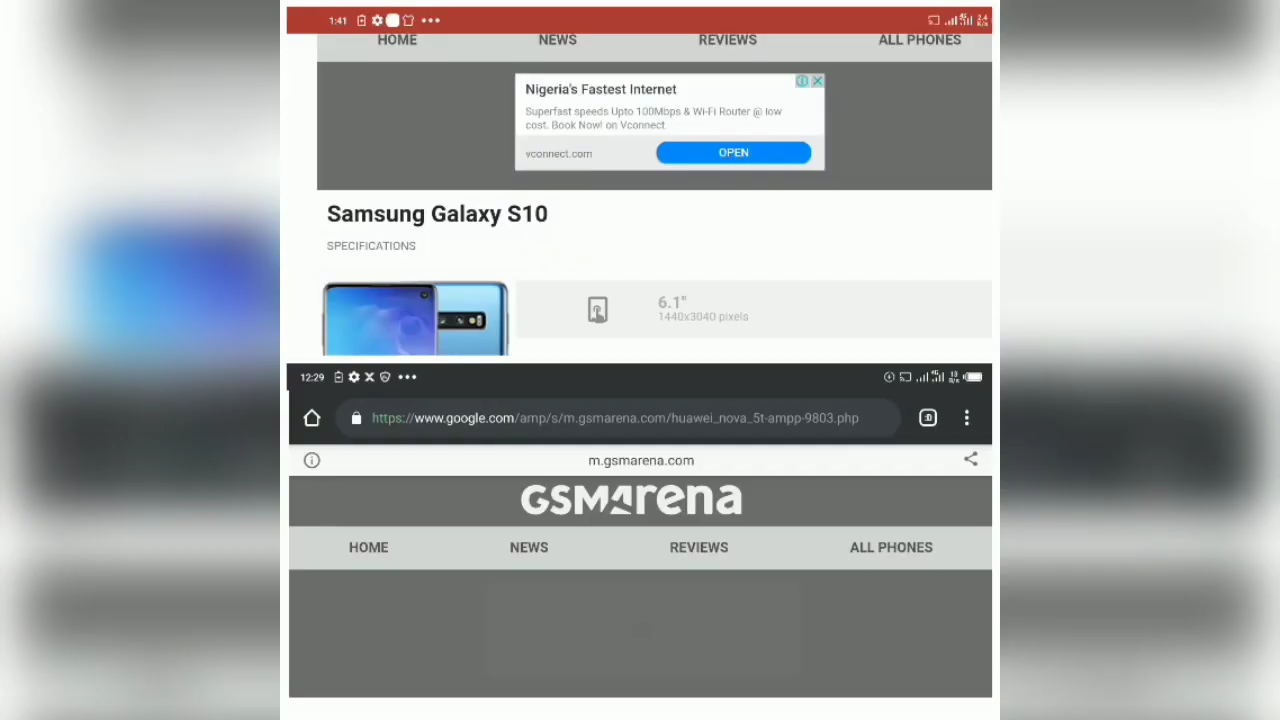 1:41
HOME NEWS REVIEWS ALL PHONES
Nigeria's Fastest Internet
Superfast speeds Upto 100Mbps & Wi-Fi Router @ low
cost. Book Now! on Vconnect.
vconnect.com OPEN
Samsung Galaxy S10
SPECIFICATIONS
6.1"
1440x3040 pixels
12:29
https://www.google.com/amp/s/m.gsmarena.com/huawei_nova_5t-ampp-9803.php :D
m.gsmarena.com
GSMarena
HOME NEWS REVIEWS ALL PHONES